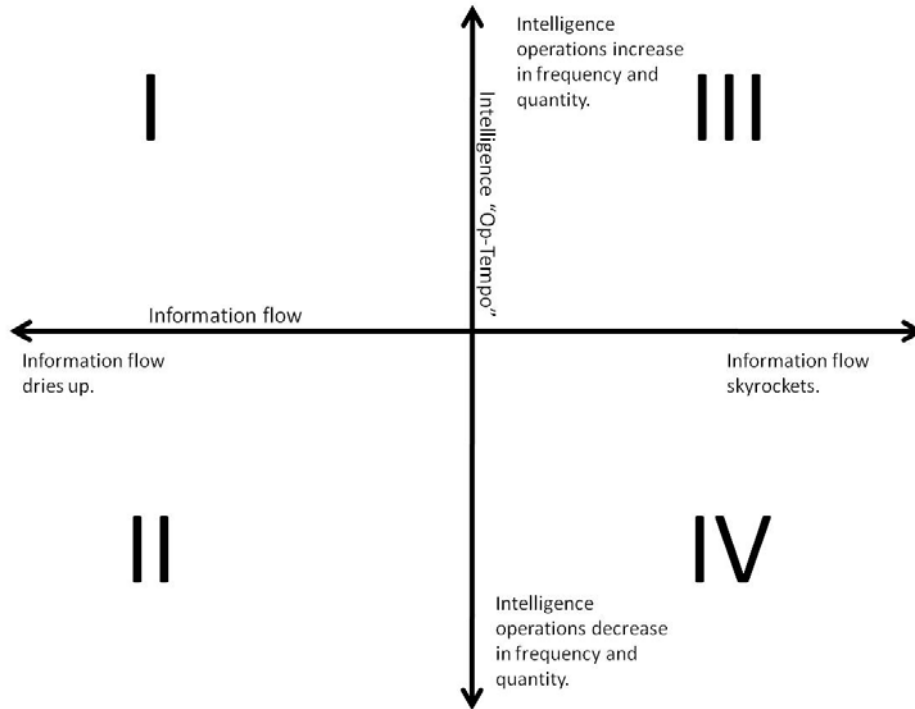 Intelligence
operations increase
in frequency and
quantity.
I
III
Intelligence “Op-Tempo”
Information flow
Information flow
dries up.
Information flow
skyrockets.
II
IV
Intelligence
operations decrease
in frequency and
quantity.